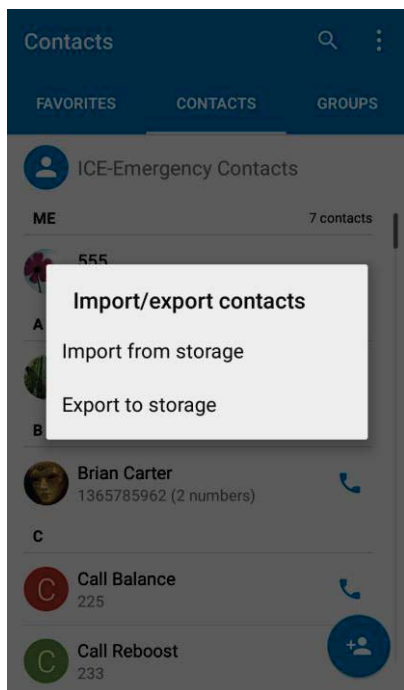 Contacts
FAVORITES CONTACTS GROUPS
ICE-Emergency Contacts
ME 7 contacts
555
Import/export contacts
A
Import from storage
Export to storage
B
Brian Carter
1365785962 (2 numbers)
C
C Call Balance
225
C Call Reboost
233